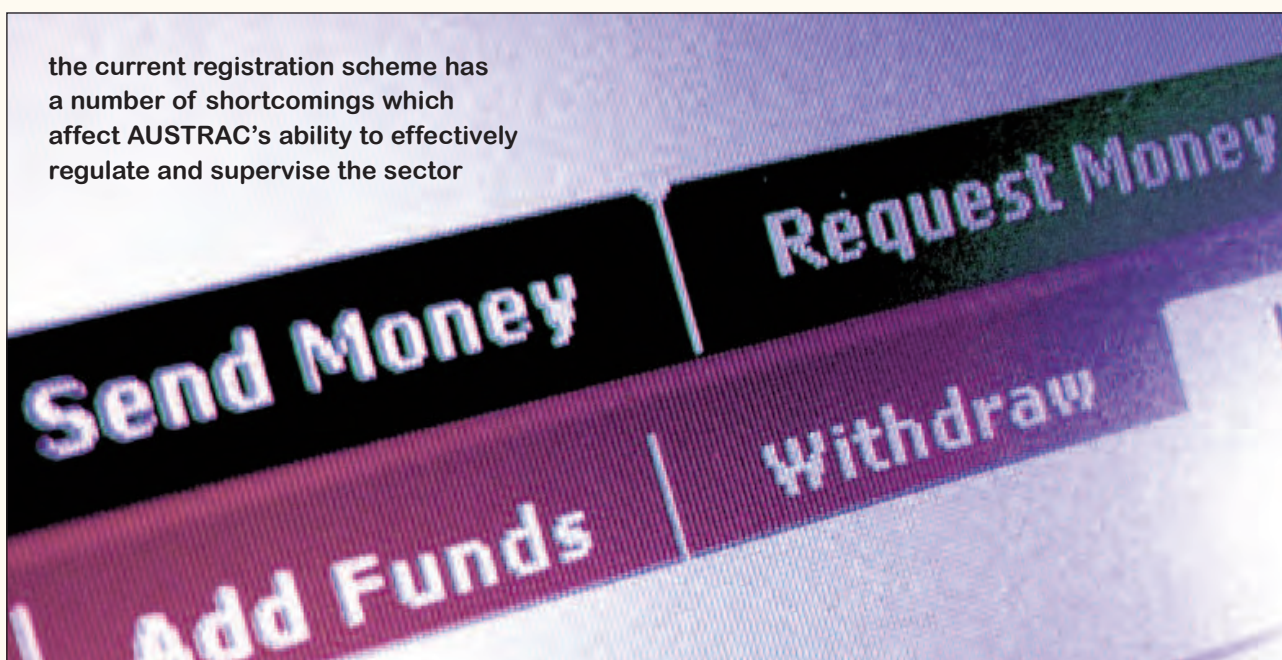 the current registration scheme has
a number of shortcomings which
affect AUSTRAC's ability to effectively
regulate and supervise the sector
Send Money
Request Money
Add Funds
Withdraw